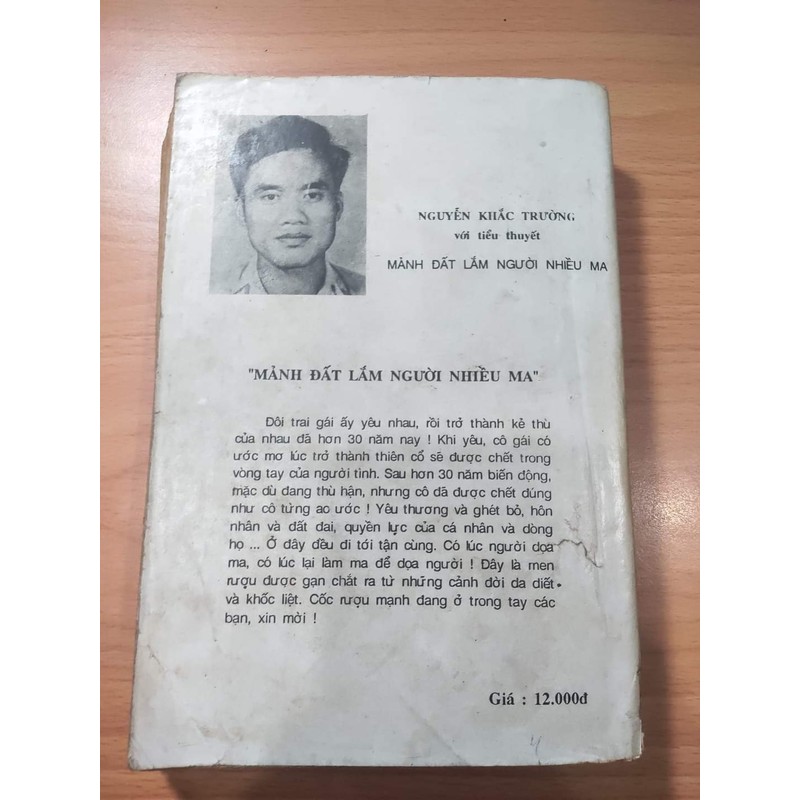 NGUYỄN KHẮC TRƯỜNG
với tiểu thuyết
MẢNH ĐẤT LẮM NGƯỜI NHIỀU MA
"MẢNH ĐẤT LẮM NGƯỜI NHIỀU MA"
Đôi trai gái ấy yêu nhau, rồi trở thành kẻ thù
của nhau đã hơn 30 năm nay ! Khi yêu, cô gái có
ước mơ lúc trở thành thiên cổ sẽ được chết trong
vòng tay của người tình. Sau hơn 30 năm biến động,
mặc dù đang thù hận, nhưng cô đã được chết đúng
như cô từng ao ước ! Yêu thương và ghét bỏ, hôn
nhân và đất đai, quyền lực của cá nhân và dòng
họ ... Ở đây đều đi tới tận cùng. Có lúc người dọa
ma, có lúc lại làm ma để dọa người ! Đây là men
rượu được gạn chắt ra từ những cảnh đời da diết
và khốc liệt. Cốc rượu mạnh đang ở trong tay các
bạn, xin mời !
Giá : 12.000đ